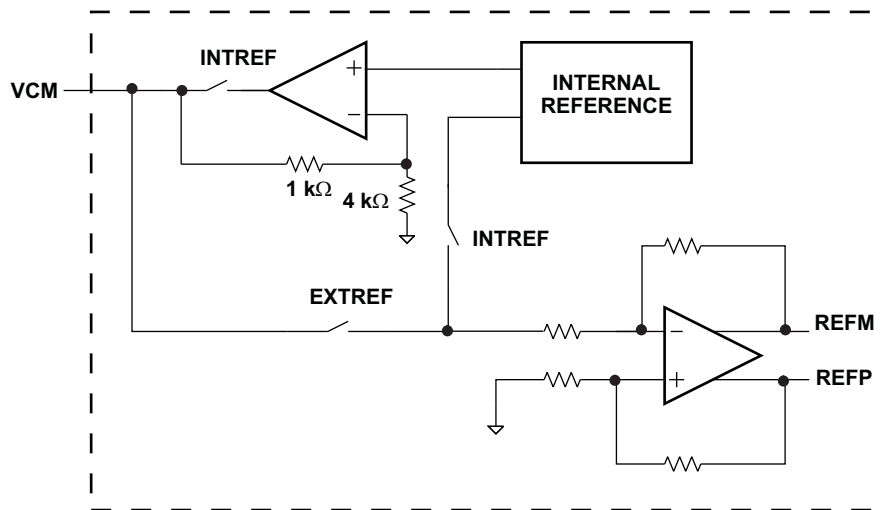 INTREF
VCM
+
−
INTERNAL
REFERENCE
1 kΩ
4 kΩ
INTREF
EXTREF
−
+
REFM
REFP